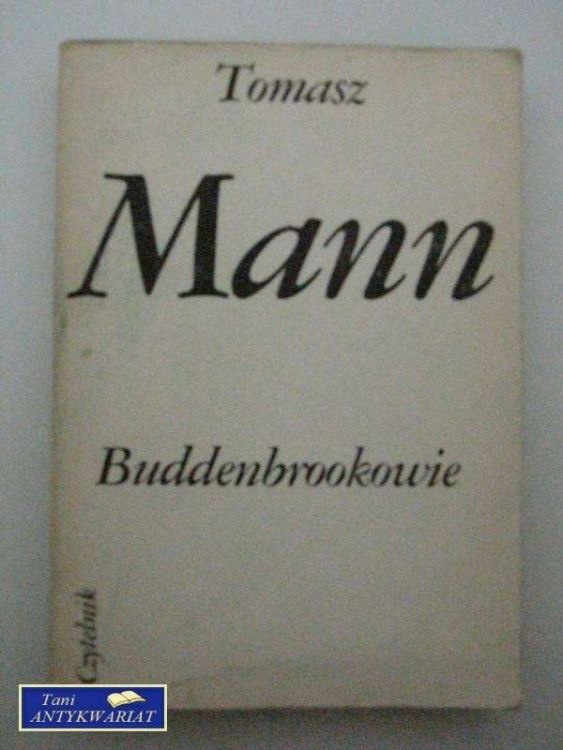 Tomasz
Mann
Buddenbrookowie
Czytelnik
Tani
ANTYKWARIAT